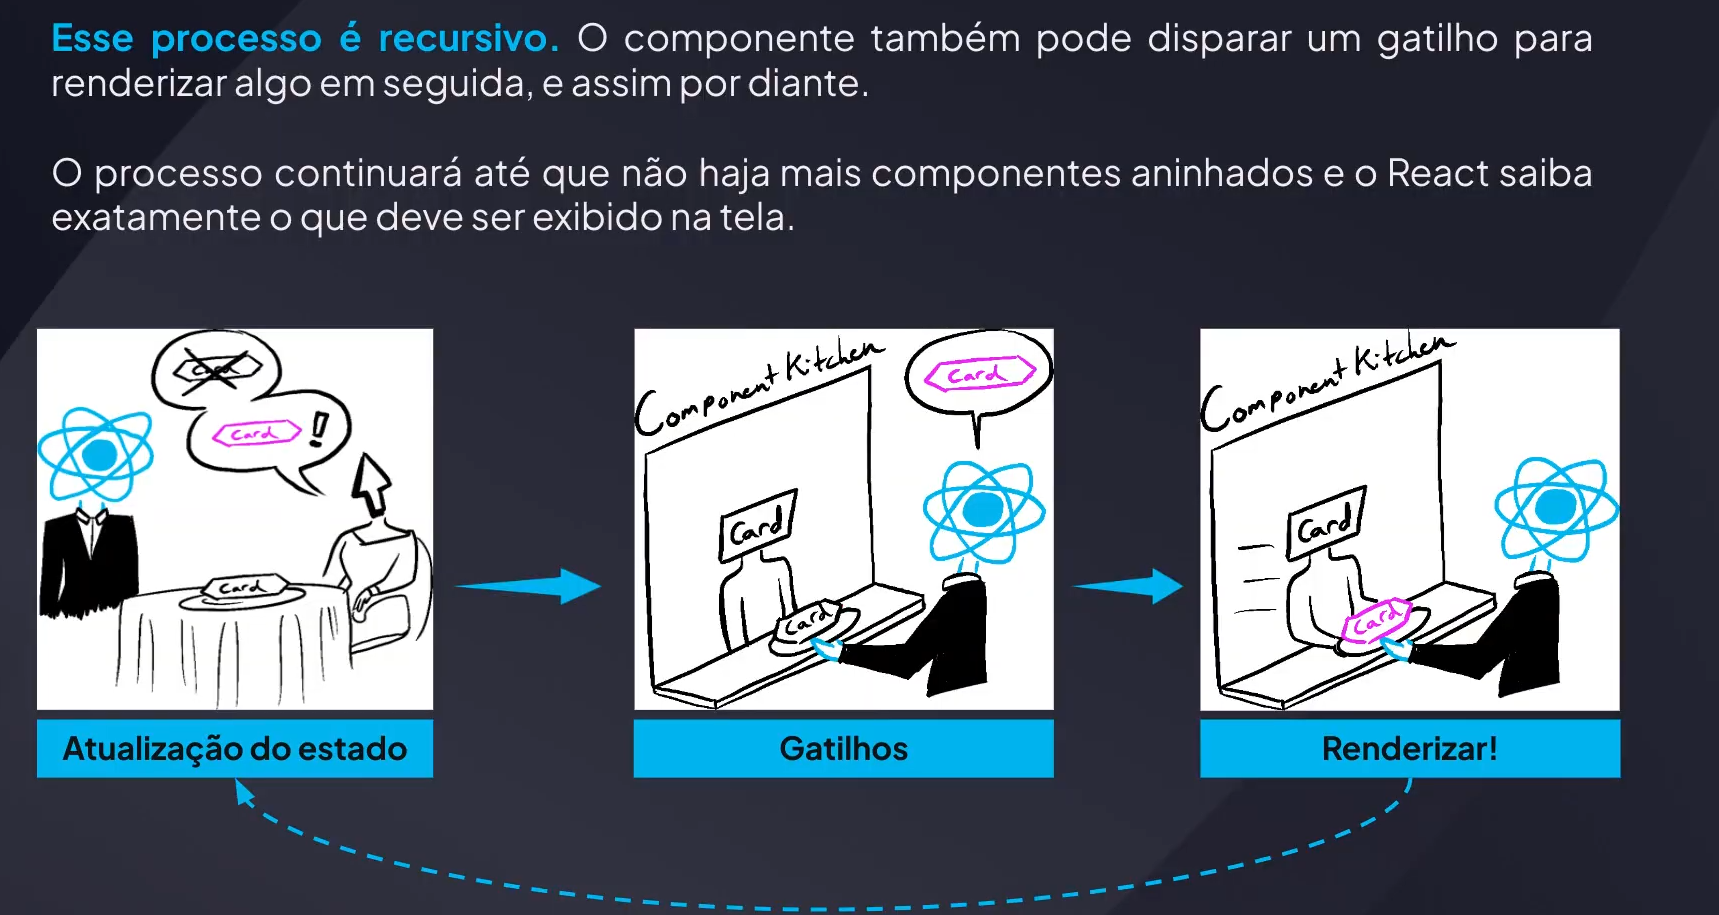 Esse processo é recursivo. O componente também pode disparar um gatilho para
renderizar algo em seguida, e assim por diante.
O processo continuará até que não haja mais componentes aninhados e o React saiba
exatamente o que deve ser exibido na tela.
Card
Card !
Card
Component Kitchen
Card
Card
Card
Component Kitchen
Card
Card
Atualização do estado
Gatilhos
Renderizar!